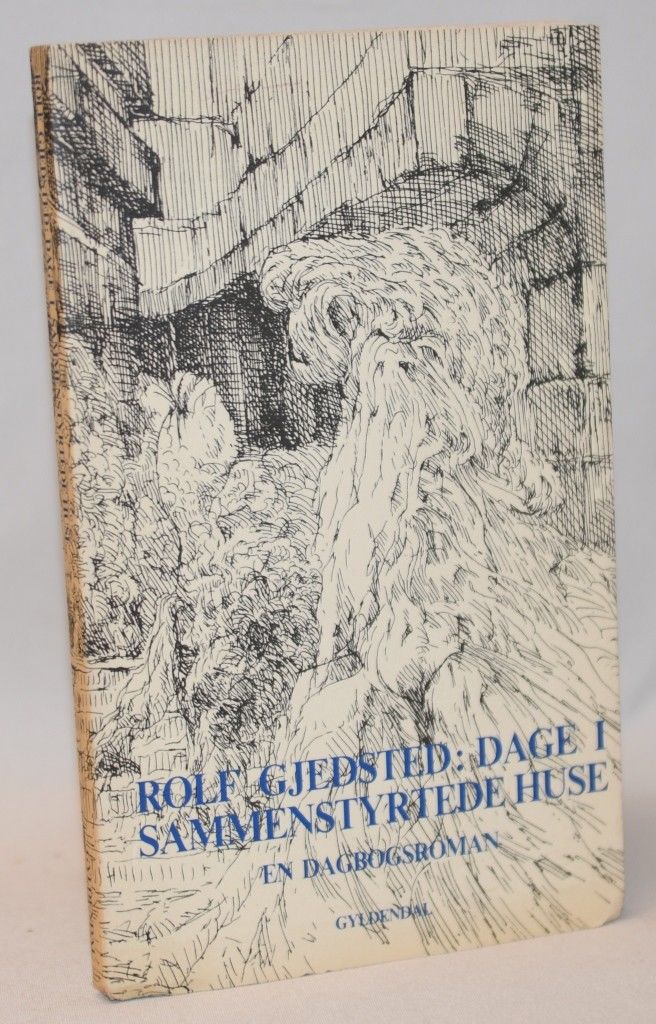 ROLF GJEDSTED: DAGE I
SAMMENSTYRTEDE HUSE
EN DAGBOGSROMAN
GYLDENDAL